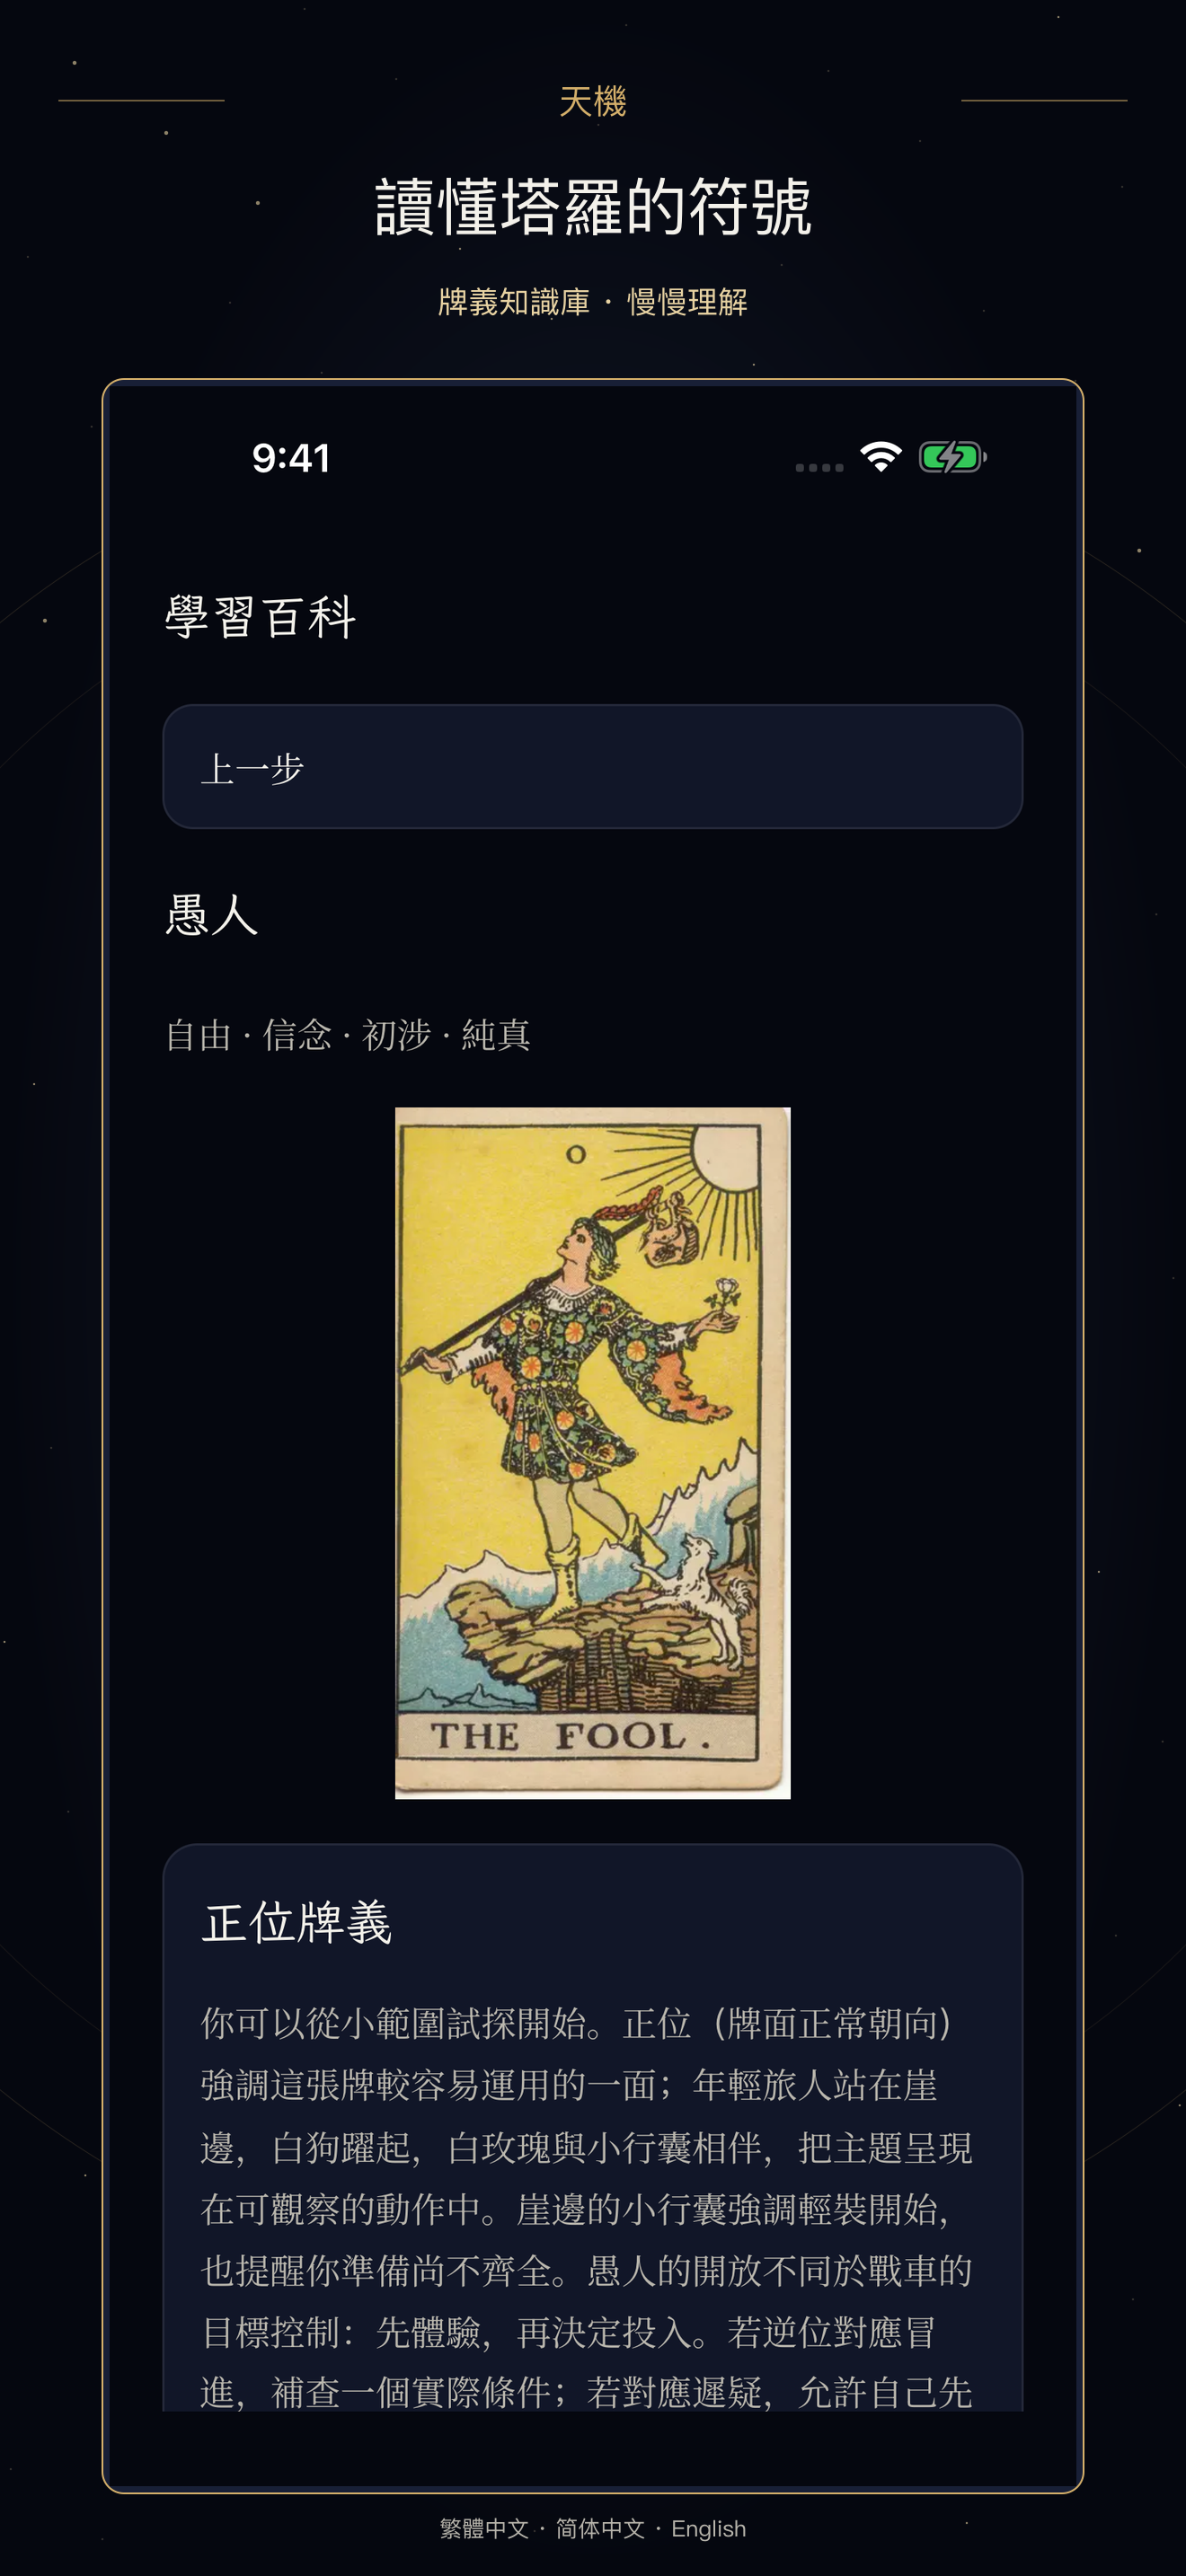 天機
讀懂塔羅的符號
牌義知識庫 · 慢慢理解
9:41
學習百科
上一步
愚人
自由 · 信念 · 初涉 · 純真
0
THE FOOL.
正位牌義
你可以從小範圍試探開始。正位（牌面正常朝向）
強調這張牌較容易運用的一面；年輕旅人站在崖
邊，白狗躍起，白玫瑰與小行囊相伴，把主題呈現
在可觀察的動作中。崖邊的小行囊強調輕裝開始，
也提醒你準備尚不齊全。愚人的開放不同於戰車的
目標控制：先體驗，再決定投入。若逆位對應冒
進，補查一個實際條件；若對應遲疑，允許自己先
繁體中文 · 简体中文 · English